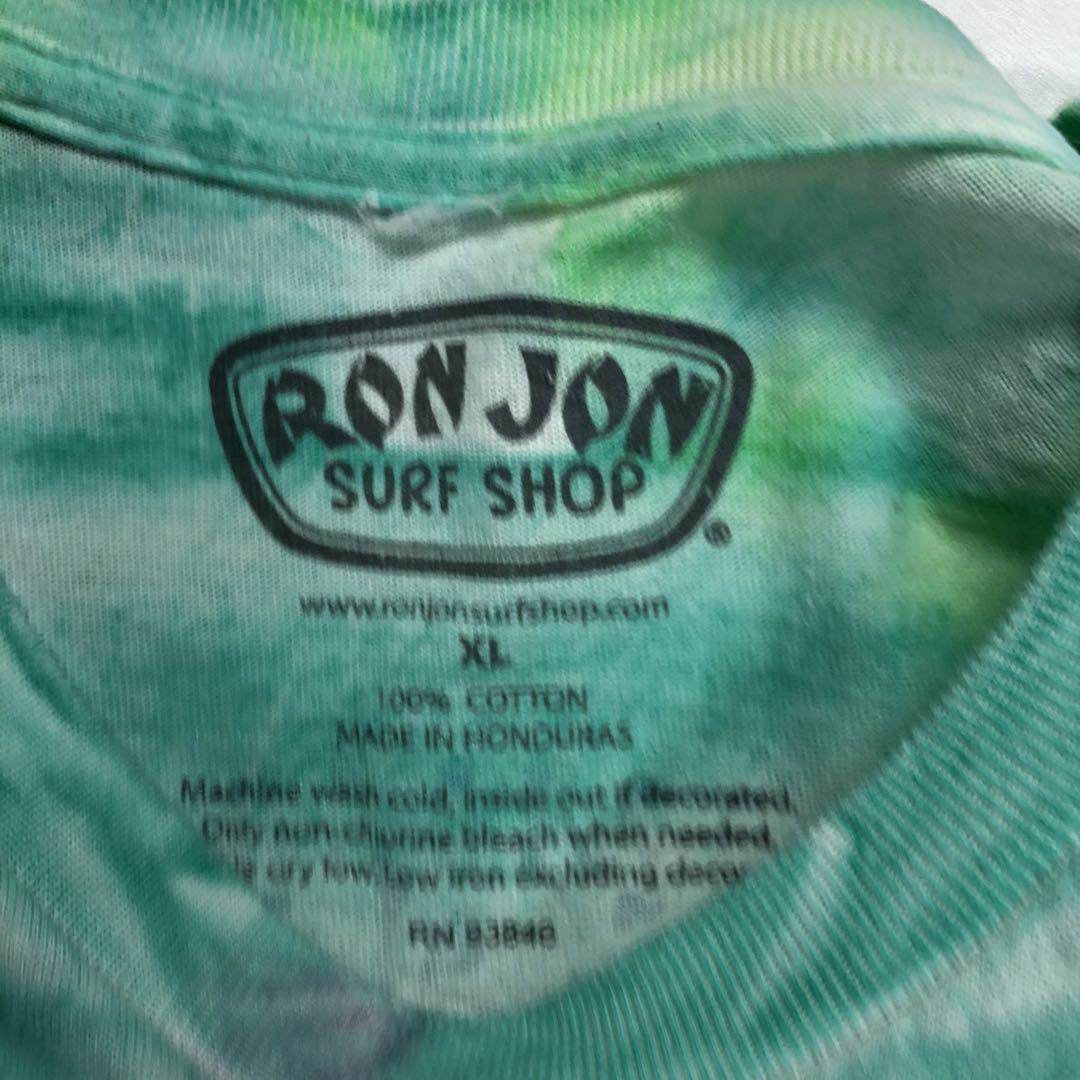 RON JON
SURF SHOP
®
www.ronjonsurfshop.com
XL
100% COTTON
MADE IN HONDURAS
Machine wash cold, inside out if decorated.
Only non-chlorine bleach when needed.
dry low. Low iron excluding
RN 93846